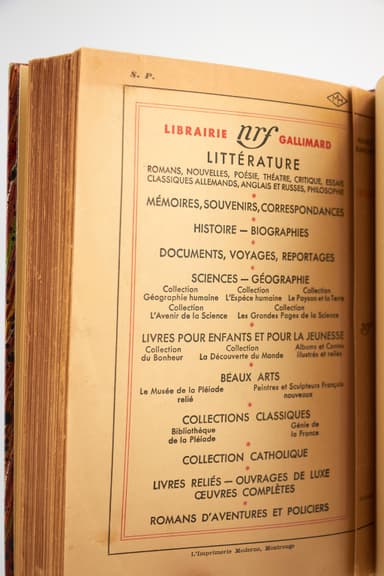 S. P.
LIBRAIRIE nrf GALLIMARD
LITTÉRATURE
ROMANS, NOUVELLES, POÉSIE, THÉATRE, CRITIQUE, ESSAIS
CLASSIQUES ALLEMANDS, ANGLAIS ET RUSSES, PHILOSOPHIE
MÉMOIRES, SOUVENIRS, CORRESPONDANCES
HISTOIRE — BIOGRAPHIES
DOCUMENTS, VOYAGES, REPORTAGES
SCIENCES — GÉOGRAPHIE
Collection Collection Collection
Géographie humaine L'Espéce humaine Le Paysan et la Terre
Collection Collection
L'Avenir de la Science Les Grandes Pages de la Science
LIVRES POUR ENFANTS ET POUR LA JEUNESSE
Collection Collection Albums et Contes
du Bonheur La Découverte du Monde illustrés et reliés
BEAUX ARTS
Le Musée de la Pléiade Peintres et Sculpteurs Français
relié nouveaux
COLLECTIONS CLASSIQUES
Bibliothèque Génie de
de la Pléiade la France
COLLECTION CATHOLIQUE
LIVRES RELIÉS — OUVRAGES DE LUXE
ŒUVRES COMPLÈTES
ROMANS D'AVENTURES ET POLICIERS
L'Imprimerie Moderne, Montrouge